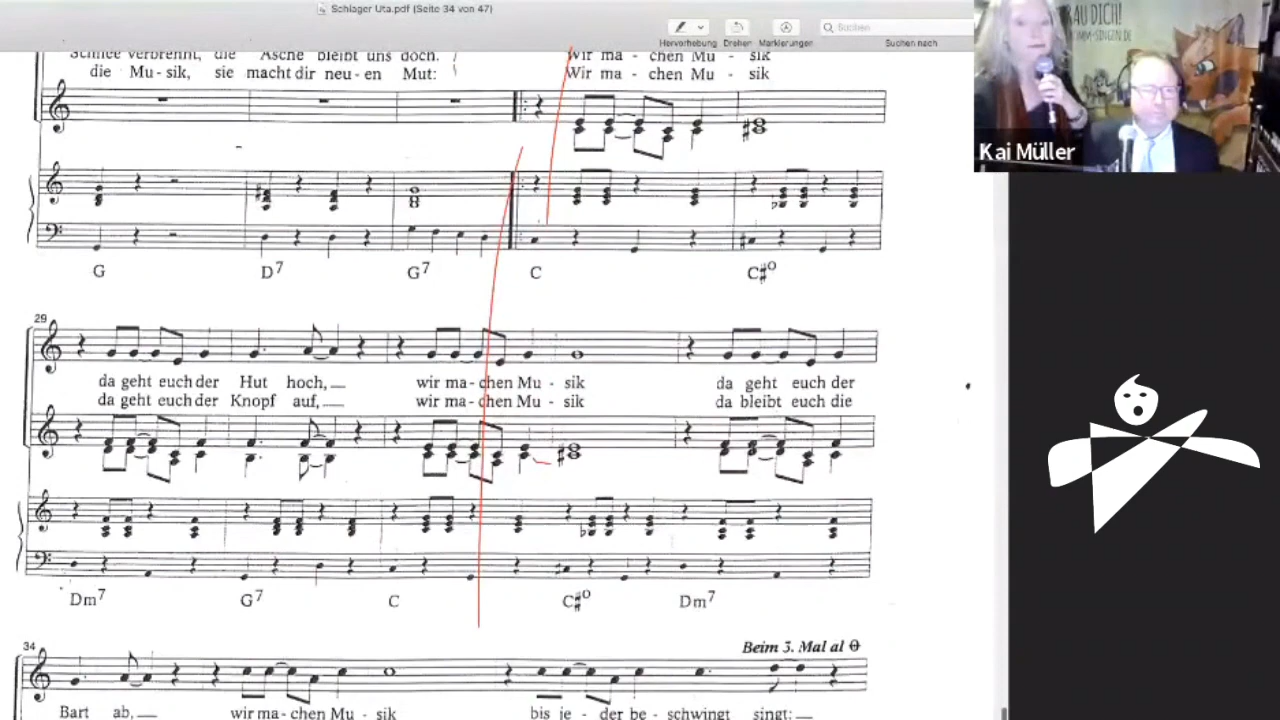 Schlager Uta.pdf (Seite 34 von 47)
Suchen
Hervorhebung Drehen Markierungen Suchen nach
RAU DICH!
IMM-SINGEN.DE
Kai Müller
Schnee verbrennt, die Asche bleibt uns doch. Wir ma - chen Mu - sik
die Mu - sik, sie macht dir neu - en Mut: Wir ma - chen Mu - sik
G D7 G7 C C#o
29
da geht euch der Hut hoch, wir ma - chen Mu - sik da geht euch der
da geht euch der Knopf auf, wir ma - chen Mu - sik da bleibt euch die
Dm7 G7 C C#o Dm7
34
Beim 3. Mal al
Bart ab, wir ma - chen Mu - sik bis je - der be - schwingt singt: